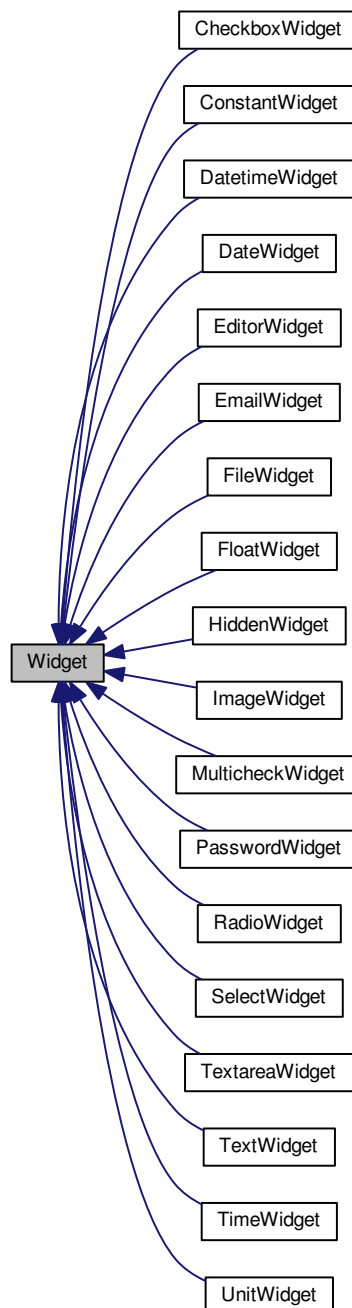 CheckboxWidget
ConstantWidget
DatetimeWidget
DateWidget
EditorWidget
EmailWidget
FileWidget
FloatWidget
HiddenWidget
Widget
ImageWidget
MulticheckWidget
PasswordWidget
RadioWidget
SelectWidget
TextareaWidget
TextWidget
TimeWidget
UnitWidget